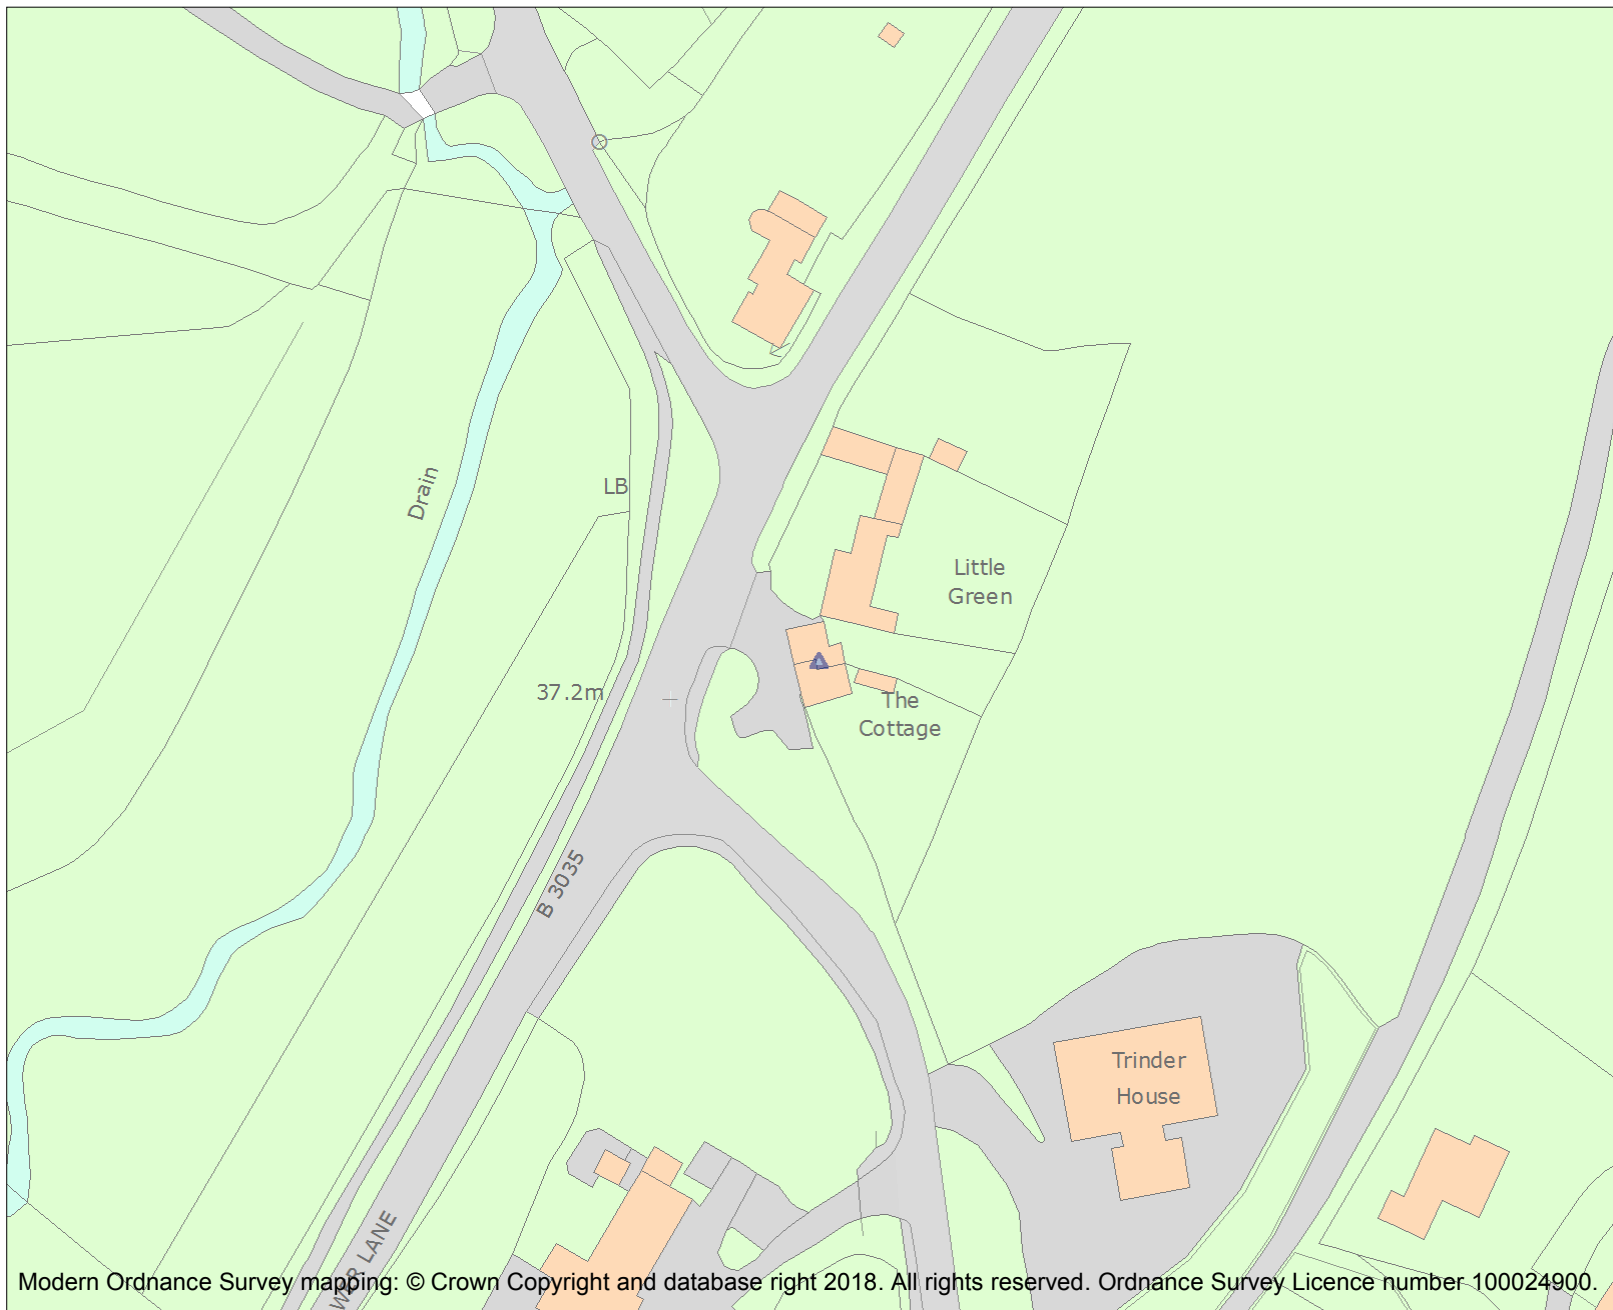 Drain
LB
Little
Green
37.2m
The
Cottage
B 3035
Trinder
House
LANE
Modern Ordnance Survey mapping: © Crown Copyright and database right 2018. All rights reserved. Ordnance Survey Licence number 100024900.